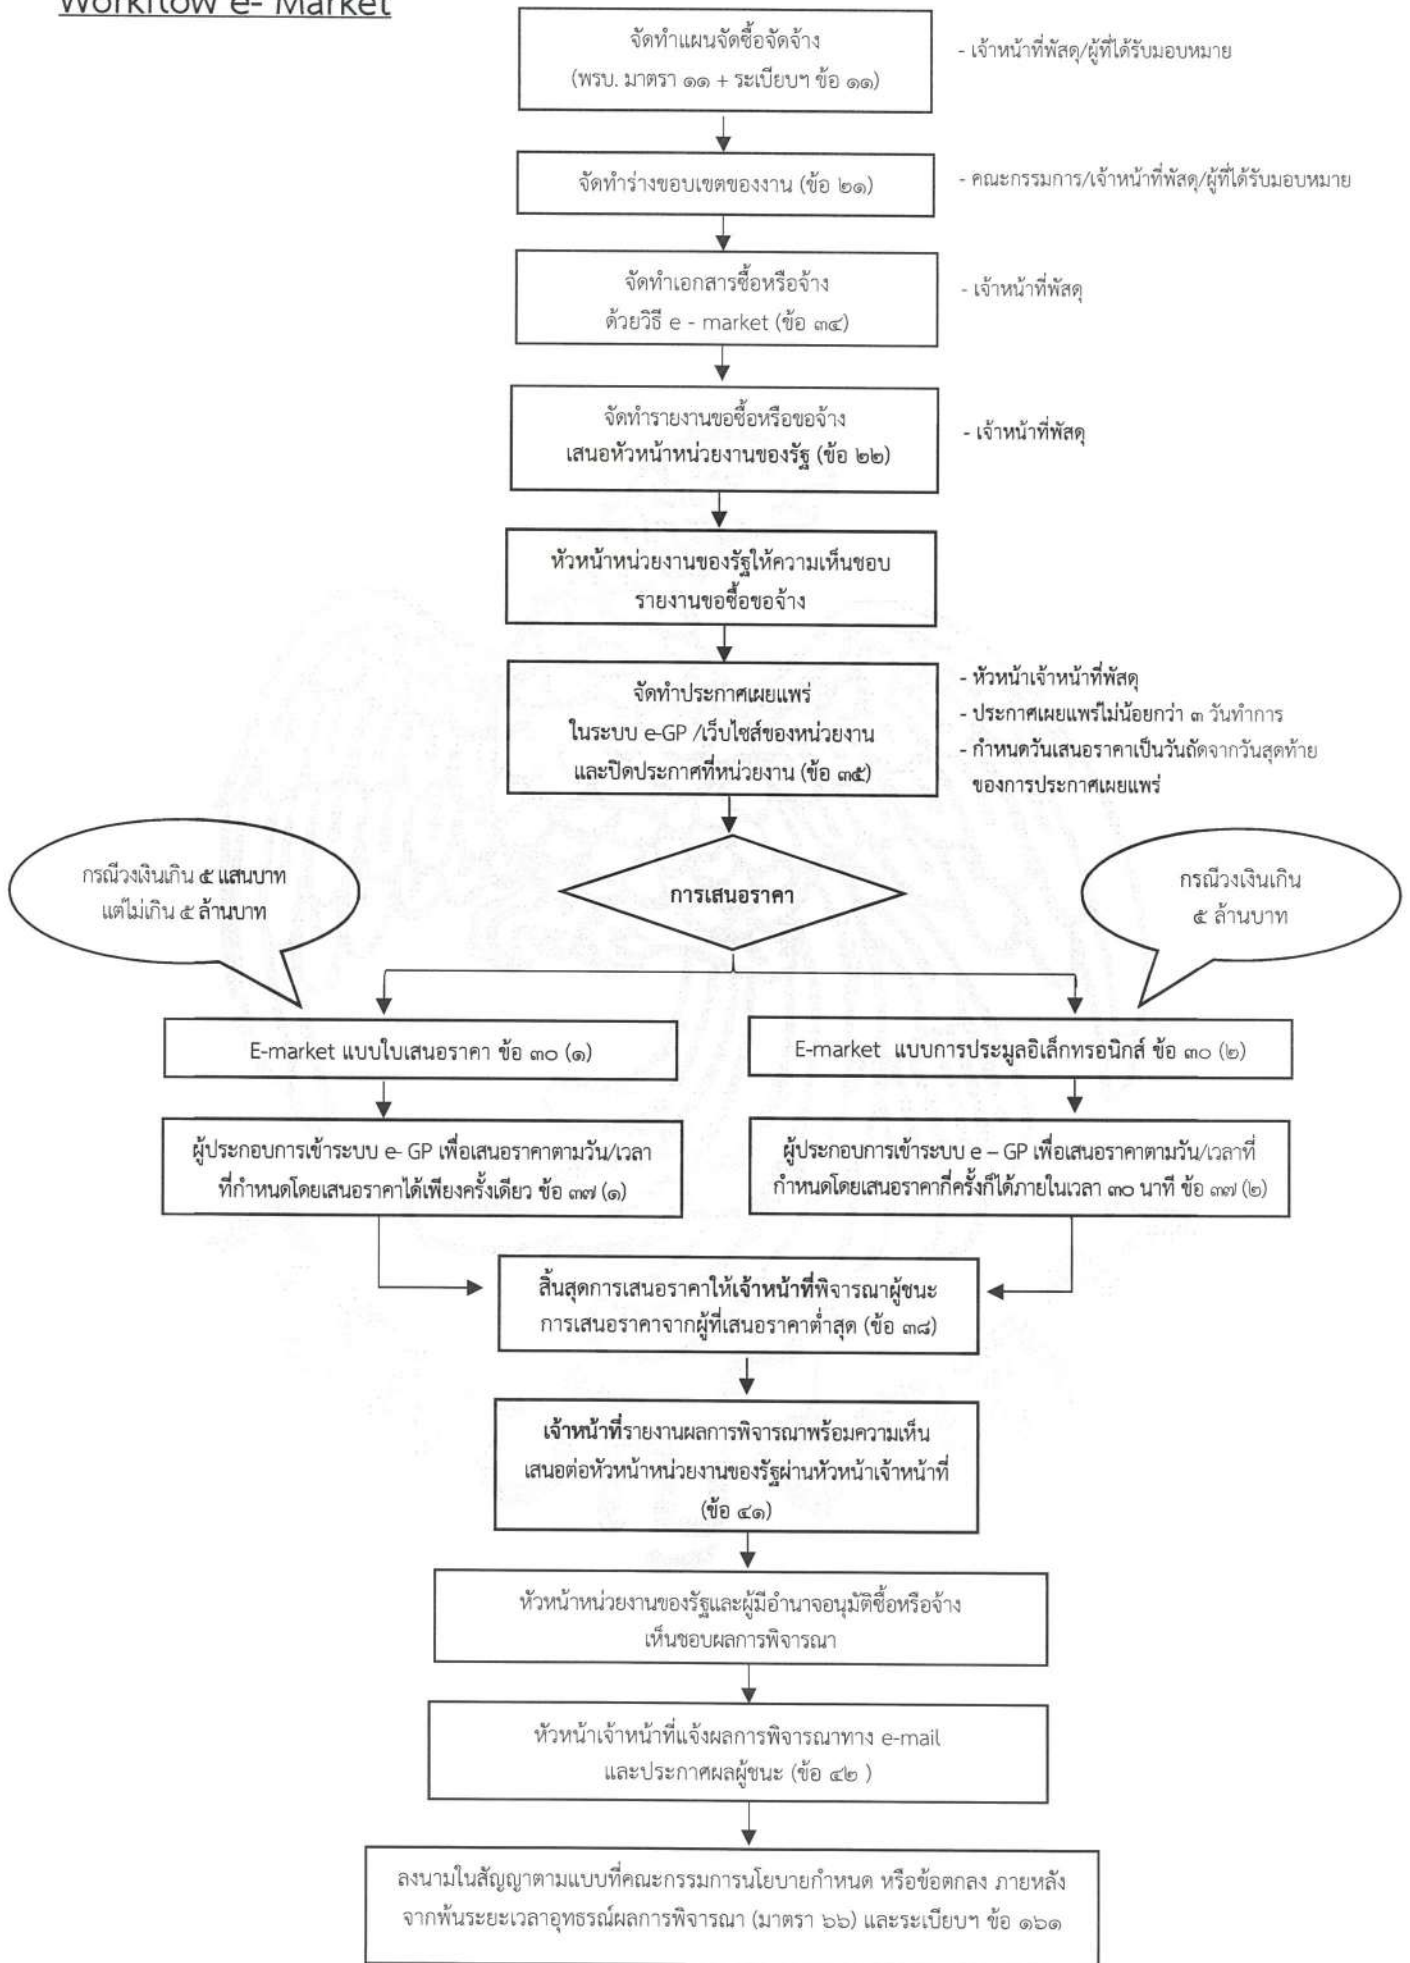 Workflow e- Market
จัดทำแผนจัดซื้อจัดจ้าง
(พรบ. มาตรา ๑๑ + ระเบียบฯ ข้อ ๑๑)
- เจ้าหน้าที่พัสดุ/ผู้ที่ได้รับมอบหมาย
จัดทำร่างขอบเขตของงาน (ข้อ ๒๑)
- คณะกรรมการ/เจ้าหน้าที่พัสดุ/ผู้ที่ได้รับมอบหมาย
จัดทำเอกสารซื้อหรือจ้าง
ด้วยวิธี e - market (ข้อ ๓๔)
- เจ้าหน้าที่พัสดุ
จัดทำรายงานขอซื้อหรือขอจ้าง
เสนอหัวหน้าหน่วยงานของรัฐ (ข้อ ๒๒)
- เจ้าหน้าที่พัสดุ
หัวหน้าหน่วยงานของรัฐให้ความเห็นชอบ
รายงานขอซื้อขอจ้าง
จัดทำประกาศเผยแพร่
ในระบบ e-GP /เว็บไซส์ของหน่วยงาน
และปิดประกาศที่หน่วยงาน (ข้อ ๓๕)
- หัวหน้าเจ้าหน้าที่พัสดุ
- ประกาศเผยแพร่ไม่น้อยกว่า ๓ วันทำการ
- กำหนดวันเสนอราคาเป็นวันถัดจากวันสุดท้าย
ของการประกาศเผยแพร่
กรณีวงเงินเกิน ๕ แสนบาท
แต่ไม่เกิน ๕ ล้านบาท
การเสนอราคา
กรณีวงเงินเกิน
๕ ล้านบาท
E-market แบบใบเสนอราคา ข้อ ๓๐ (๑)
E-market แบบการประมูลอิเล็กทรอนิกส์ ข้อ ๓๐ (๒)
ผู้ประกอบการเข้าระบบ e- GP เพื่อเสนอราคาตามวัน/เวลา
ที่กำหนดโดยเสนอราคาได้เพียงครั้งเดียว ข้อ ๓๗ (๑)
ผู้ประกอบการเข้าระบบ e – GP เพื่อเสนอราคาตามวัน/เวลาที่
กำหนดโดยเสนอราคากี่ครั้งก็ได้ภายในเวลา ๓๐ นาที ข้อ ๓๗ (๒)
สิ้นสุดการเสนอราคาให้เจ้าหน้าที่พิจารณาผู้ชนะ
การเสนอราคาจากผู้ที่เสนอราคาต่ำสุด (ข้อ ๓๘)
เจ้าหน้าที่รายงานผลการพิจารณาพร้อมความเห็น
เสนอต่อหัวหน้าหน่วยงานของรัฐผ่านหัวหน้าเจ้าหน้าที่
(ข้อ ๔๑)
หัวหน้าหน่วยงานของรัฐและผู้มีอำนาจอนุมัติซื้อหรือจ้าง
เห็นชอบผลการพิจารณา
หัวหน้าเจ้าหน้าที่แจ้งผลการพิจารณาทาง e-mail
และประกาศผลผู้ชนะ (ข้อ ๔๒ )
ลงนามในสัญญาตามแบบที่คณะกรรมการนโยบายกำหนด หรือข้อตกลง ภายหลัง
จากพ้นระยะเวลาอุทธรณ์ผลการพิจารณา (มาตรา ๖๖) และระเบียบฯ ข้อ ๑๖๑